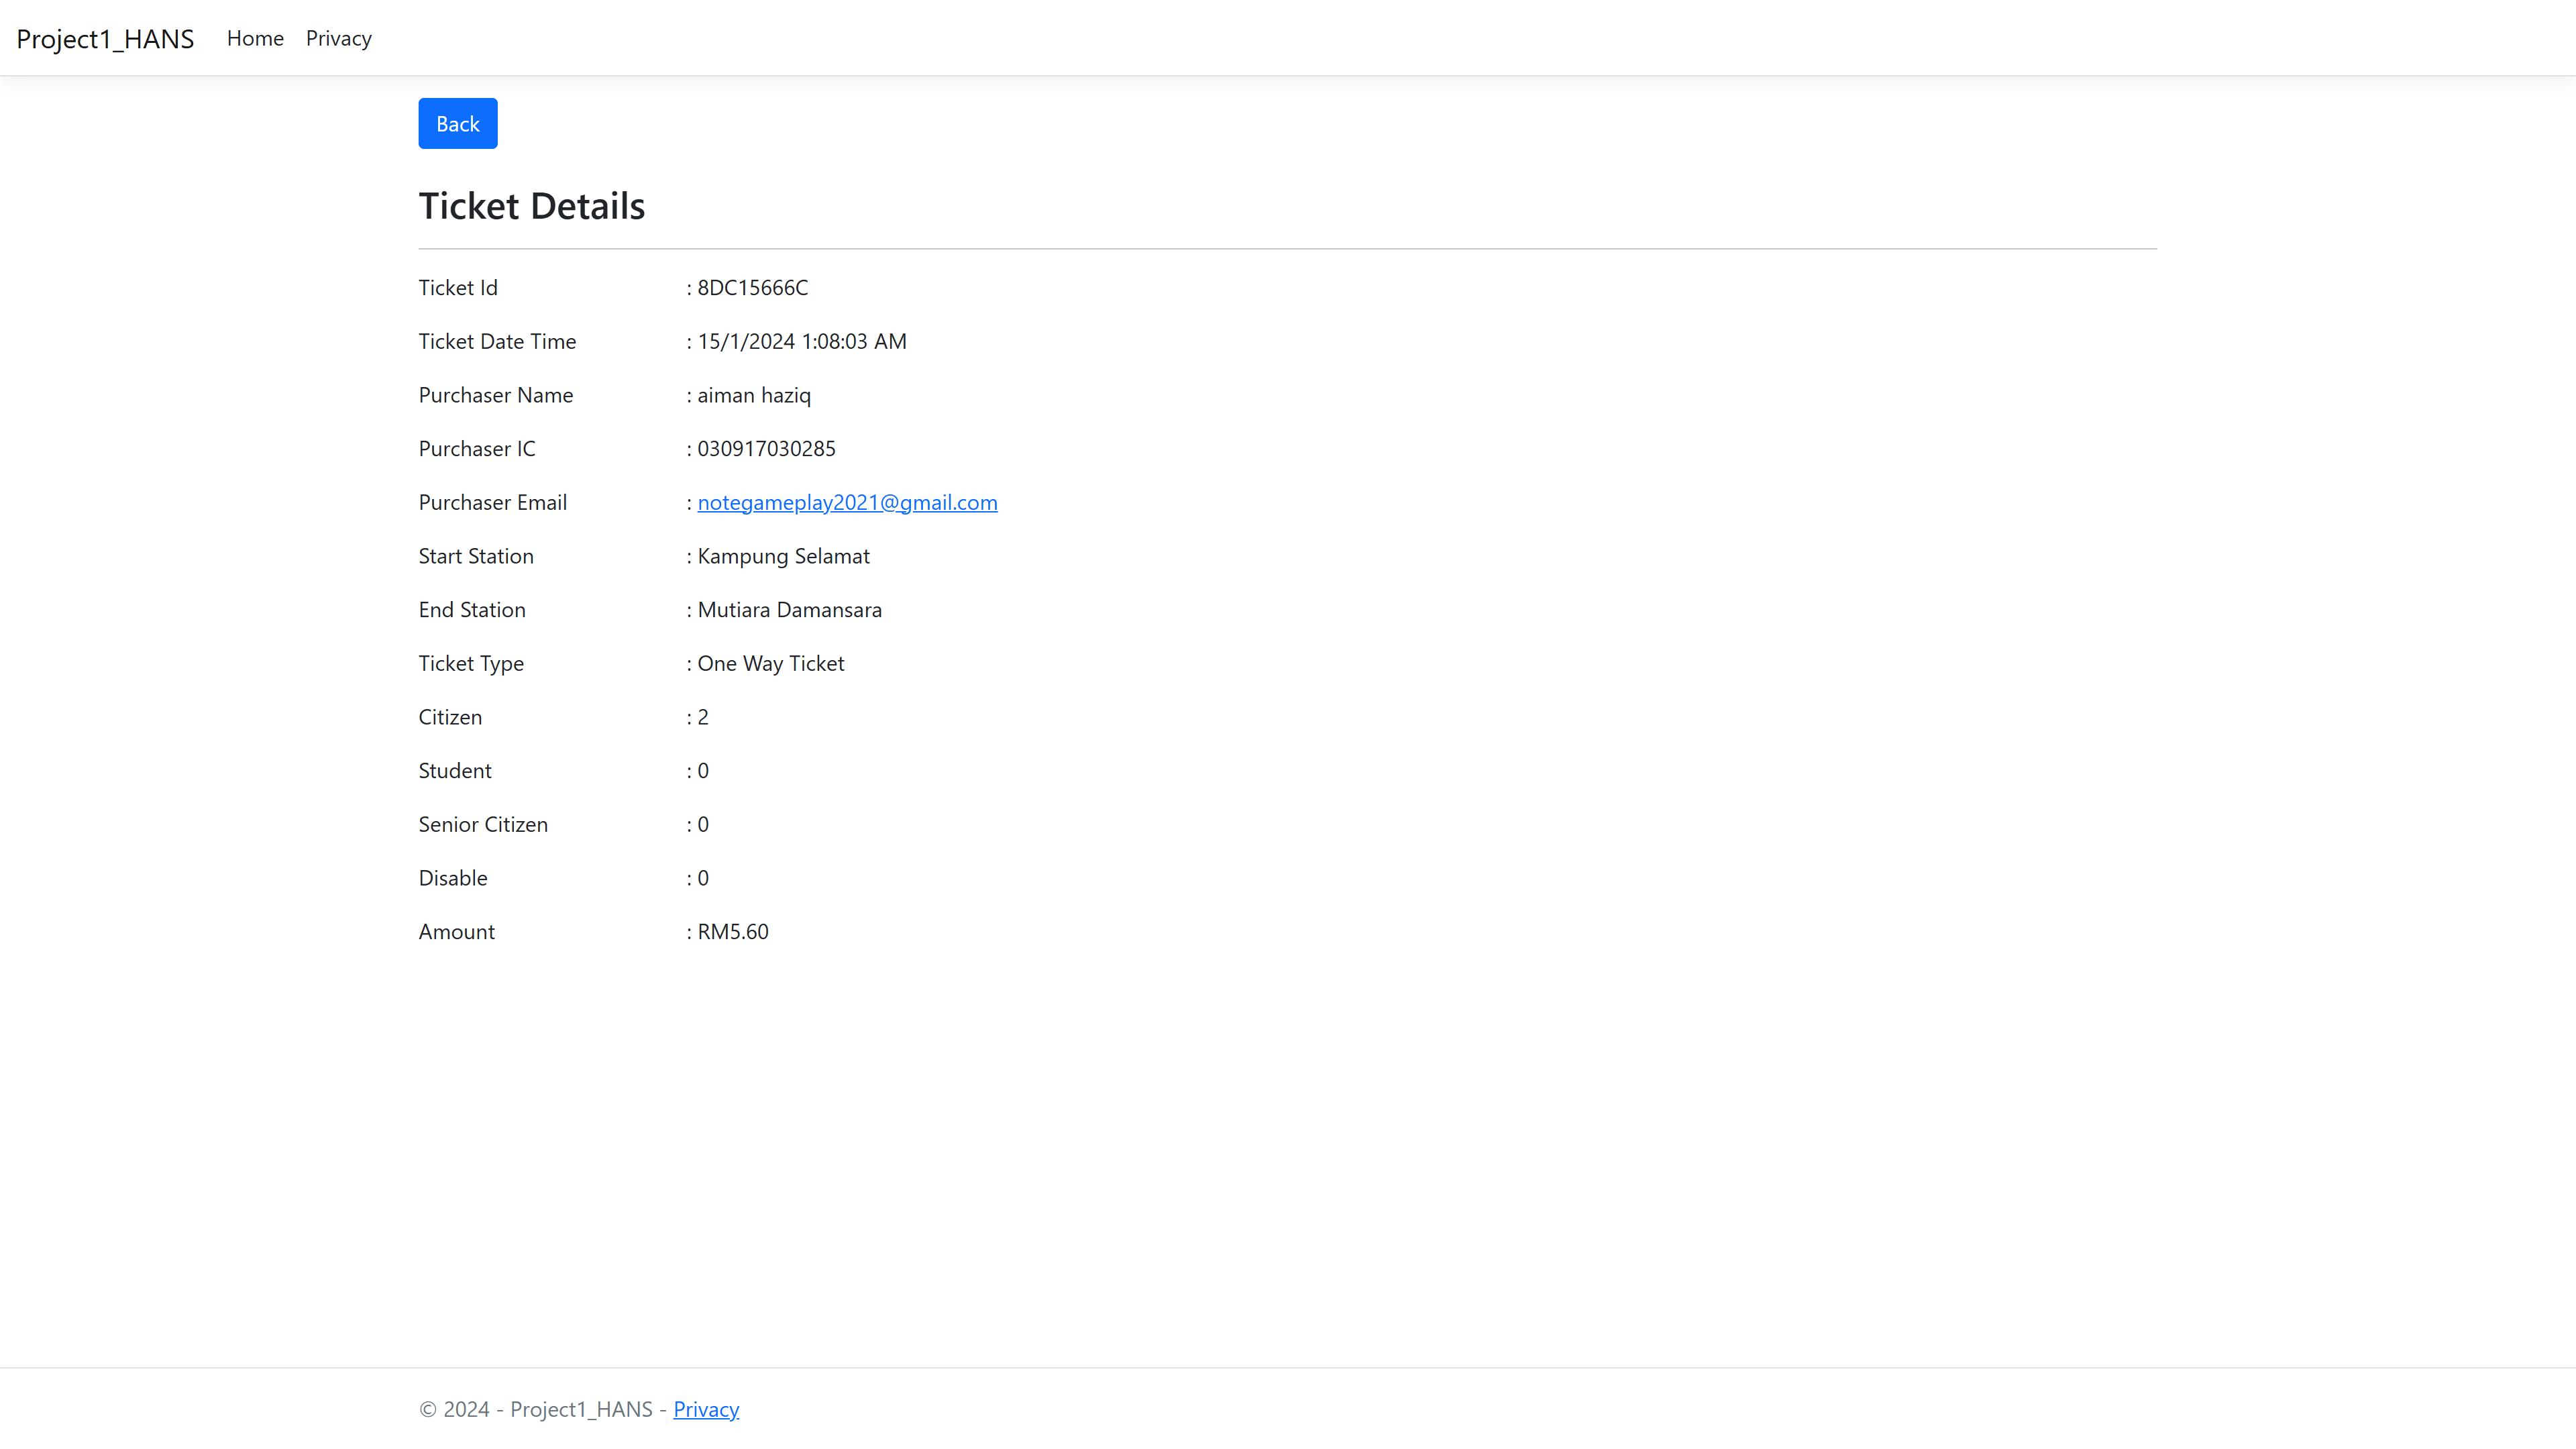 Project1_HANS Home Privacy
Back
Ticket Details
Ticket Id : 8DC15666C
Ticket Date Time : 15/1/2024 1:08:03 AM
Purchaser Name : aiman haziq
Purchaser IC : 030917030285
Purchaser Email : notegameplay2021@gmail.com
Start Station : Kampung Selamat
End Station : Mutiara Damansara
Ticket Type : One Way Ticket
Citizen : 2
Student : 0
Senior Citizen : 0
Disable : 0
Amount : RM5.60
© 2024 - Project1_HANS - Privacy